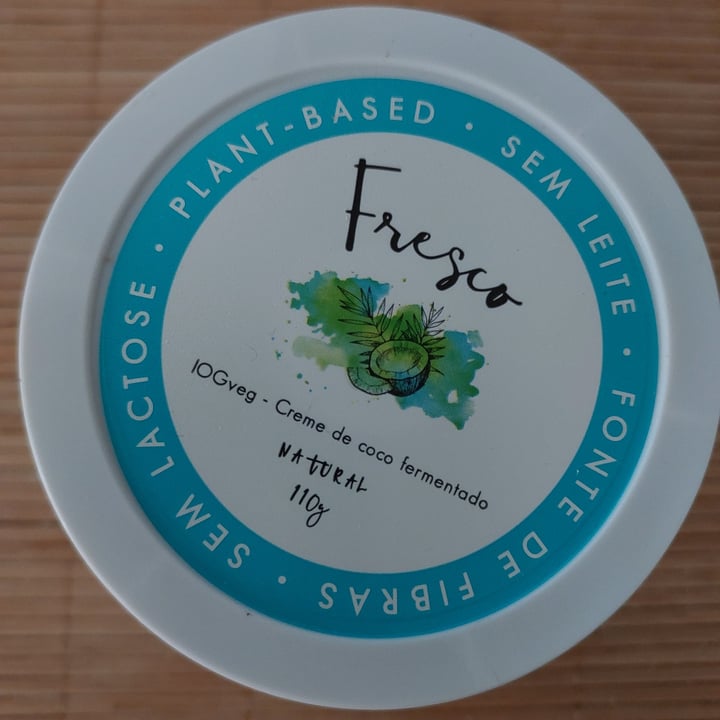 PLANT-BASED • SEM LEITE • FONTE DE FIBRAS • SEM LACTOSE •
Fresco
IOGveg - Creme de coco fermentado
NATURAL
110g